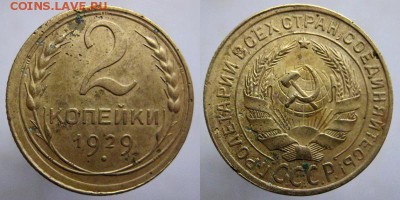 COINS.LAVE.RU
2
КОПЕЙКИ
1929
ПРОЛЕТАРИИ ВСЕХ СТРАН, СОЕДИНЯЙТЕСЬ!
СССР